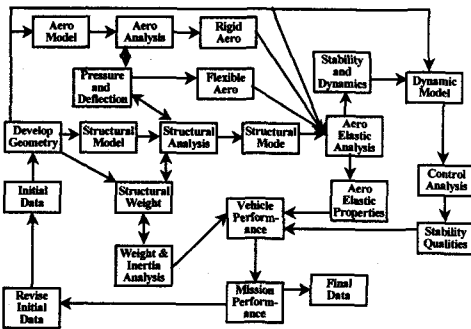 Aero
Model
Aero
Analysis
Rigid
Aero
Pressure
and
Deflection
Flexible
Aero
Stability
and
Dynamics
Dynamic
Model
Develop
Geometry
Structural
Model
Structural
Analysis
Structural
Mode
Aero
Elastic
Analysis
Initial
Data
Structural
Weight
Aero
Elastic
Properties
Control
Analysis
Vehicle
Perform-
ance
Stability
Qualities
Weight &
Inertia
Analysis
Revise
Initial
Data
Mission
Perform-
ance
Final
Data